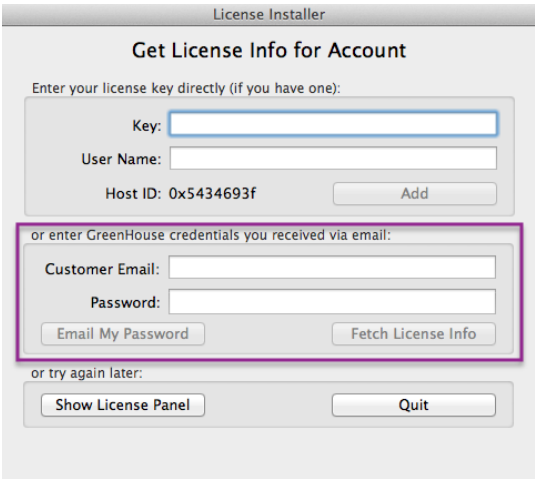 License Installer
Get License Info for Account
Enter your license key directly (if you have one):
Key:
User Name:
Host ID: 0x5434693f Add
or enter GreenHouse credentials you received via email:
Customer Email:
Password:
Email My Password Fetch License Info
or try again later:
Show License Panel Quit